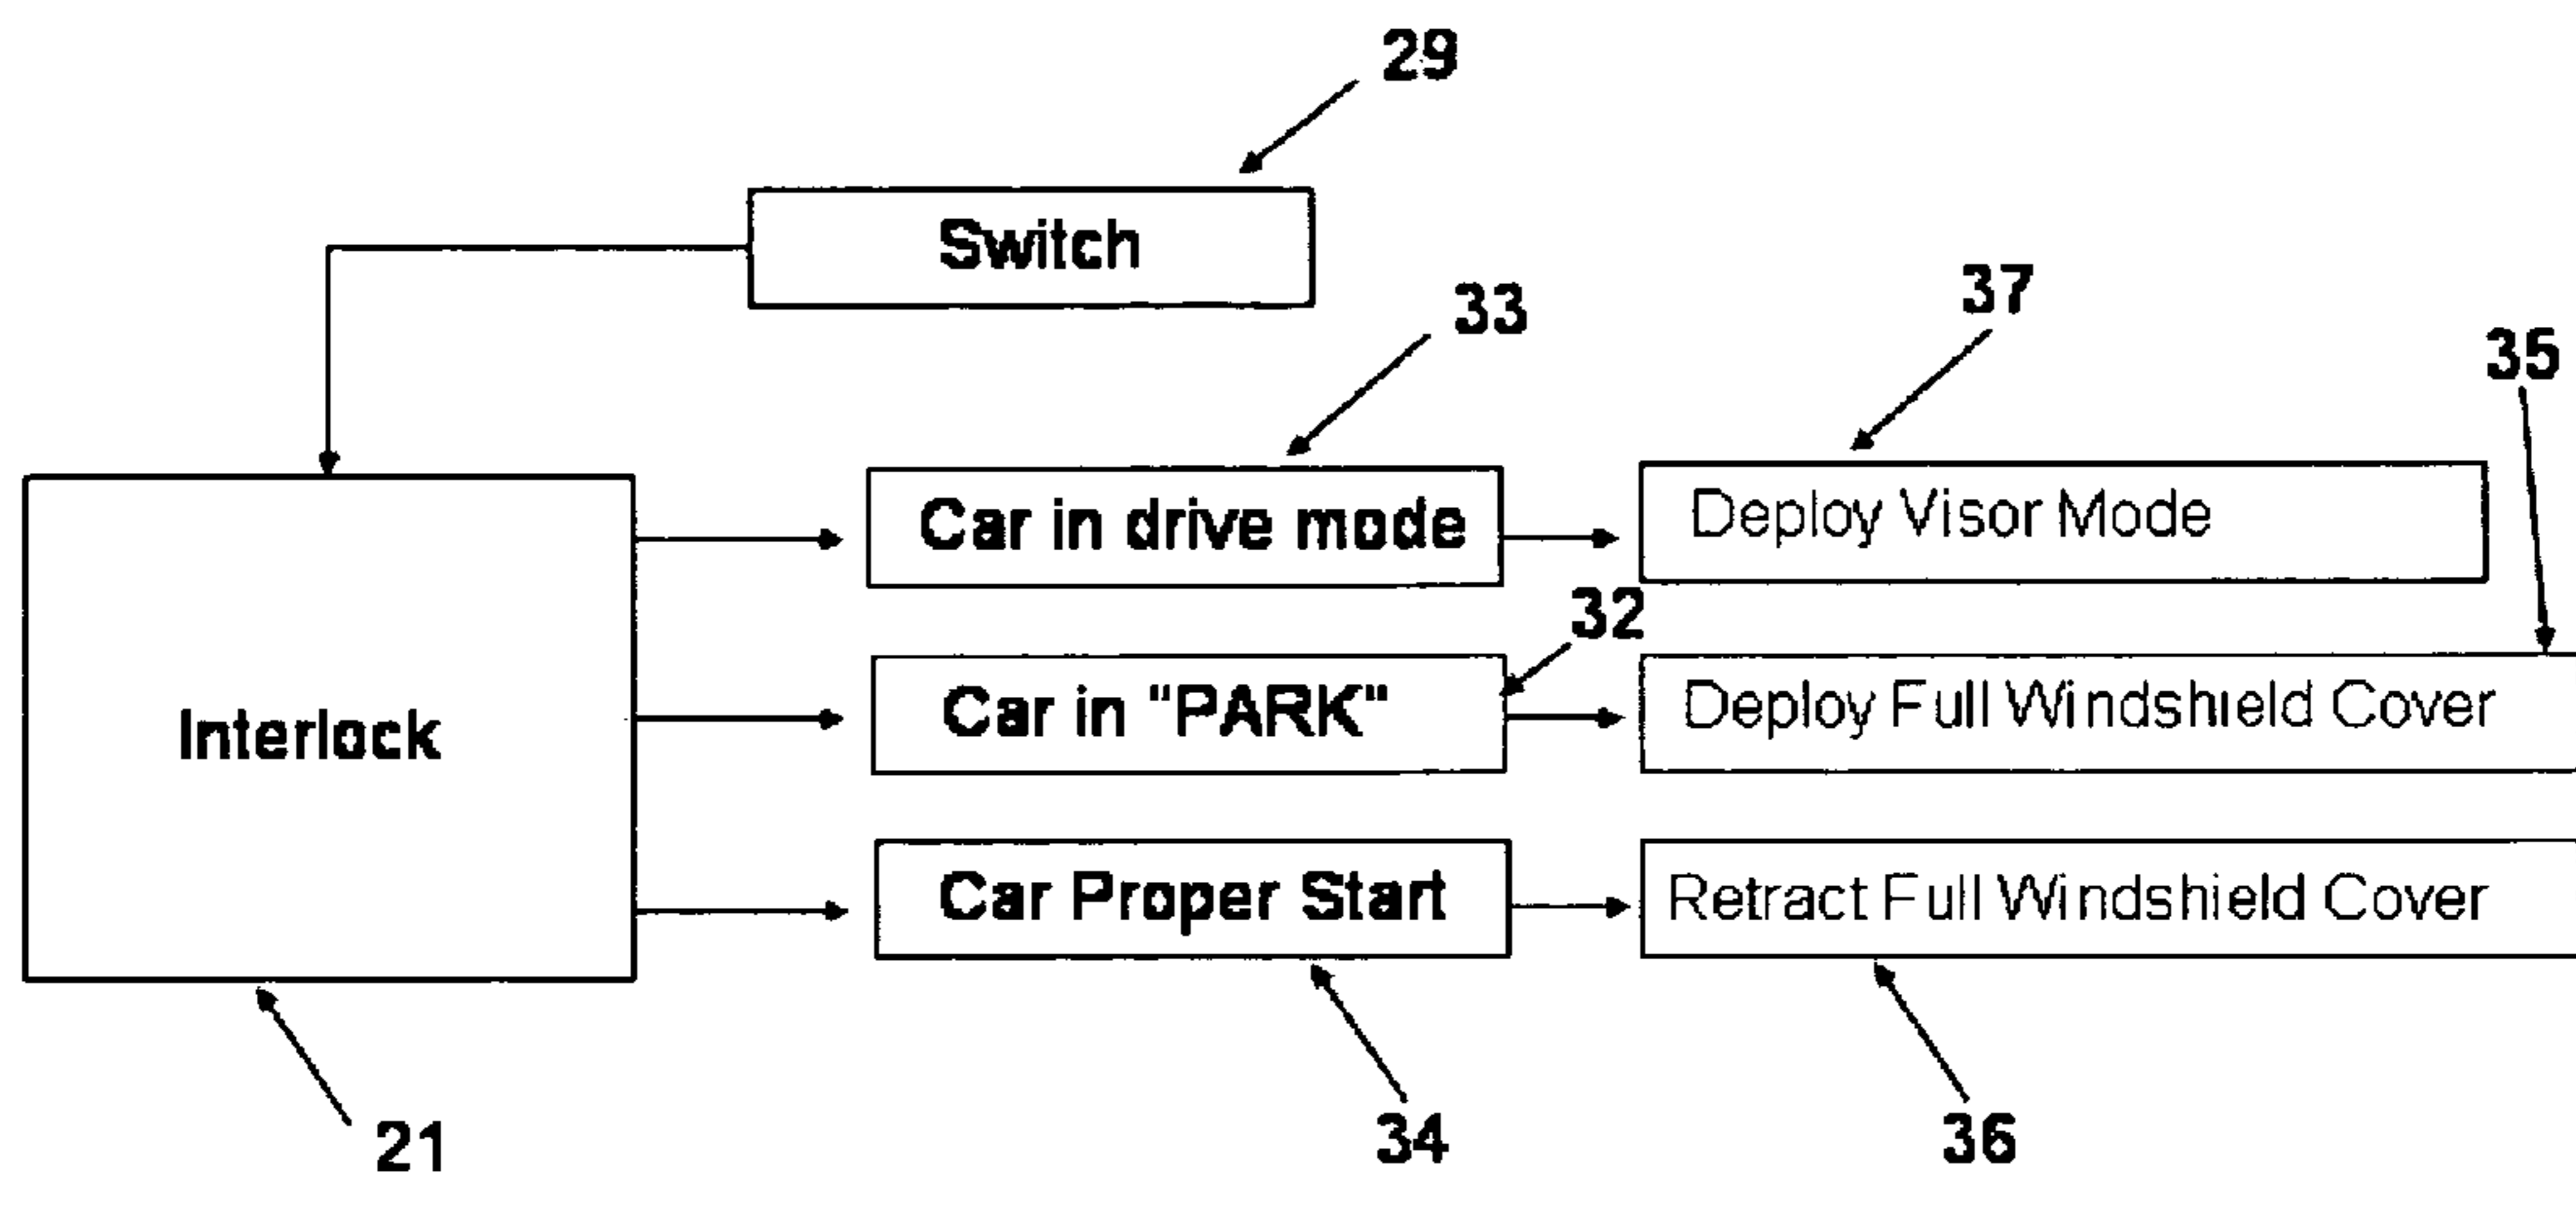 29
Switch
33
37
35
Car in drive mode
Deploy Visor Mode
32
Interlock
Car in "PARK"
Deploy Full Windshield Cover
Car Proper Start
Retract Full Windshield Cover
21
34
36